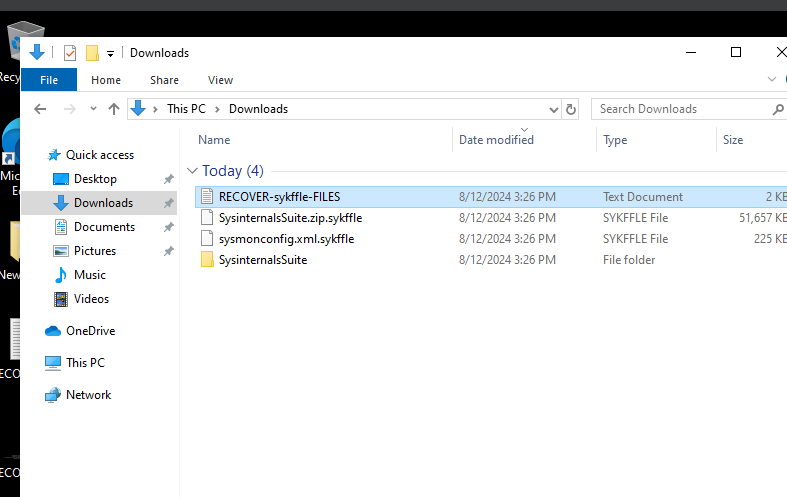 Downloads
File Home Share View
This PC Downloads Search Downloads
Name Date modified Type Size
Quick access
Today (4)
Desktop
RECOVER-sykffle-FILES 8/12/2024 3:26 PM Text Document 2 KB
Downloads
SysinternalsSuite.zip.sykffle 8/12/2024 3:26 PM SYKFFLE File 51,657 KB
Documents
sysmonconfig.xml.sykffle 8/12/2024 3:26 PM SYKFFLE File 225 KB
Pictures
SysinternalsSuite 8/12/2024 3:26 PM File folder
Music
Videos
OneDrive
This PC
Network
Recy
Mic
E
New
ECO
ECO